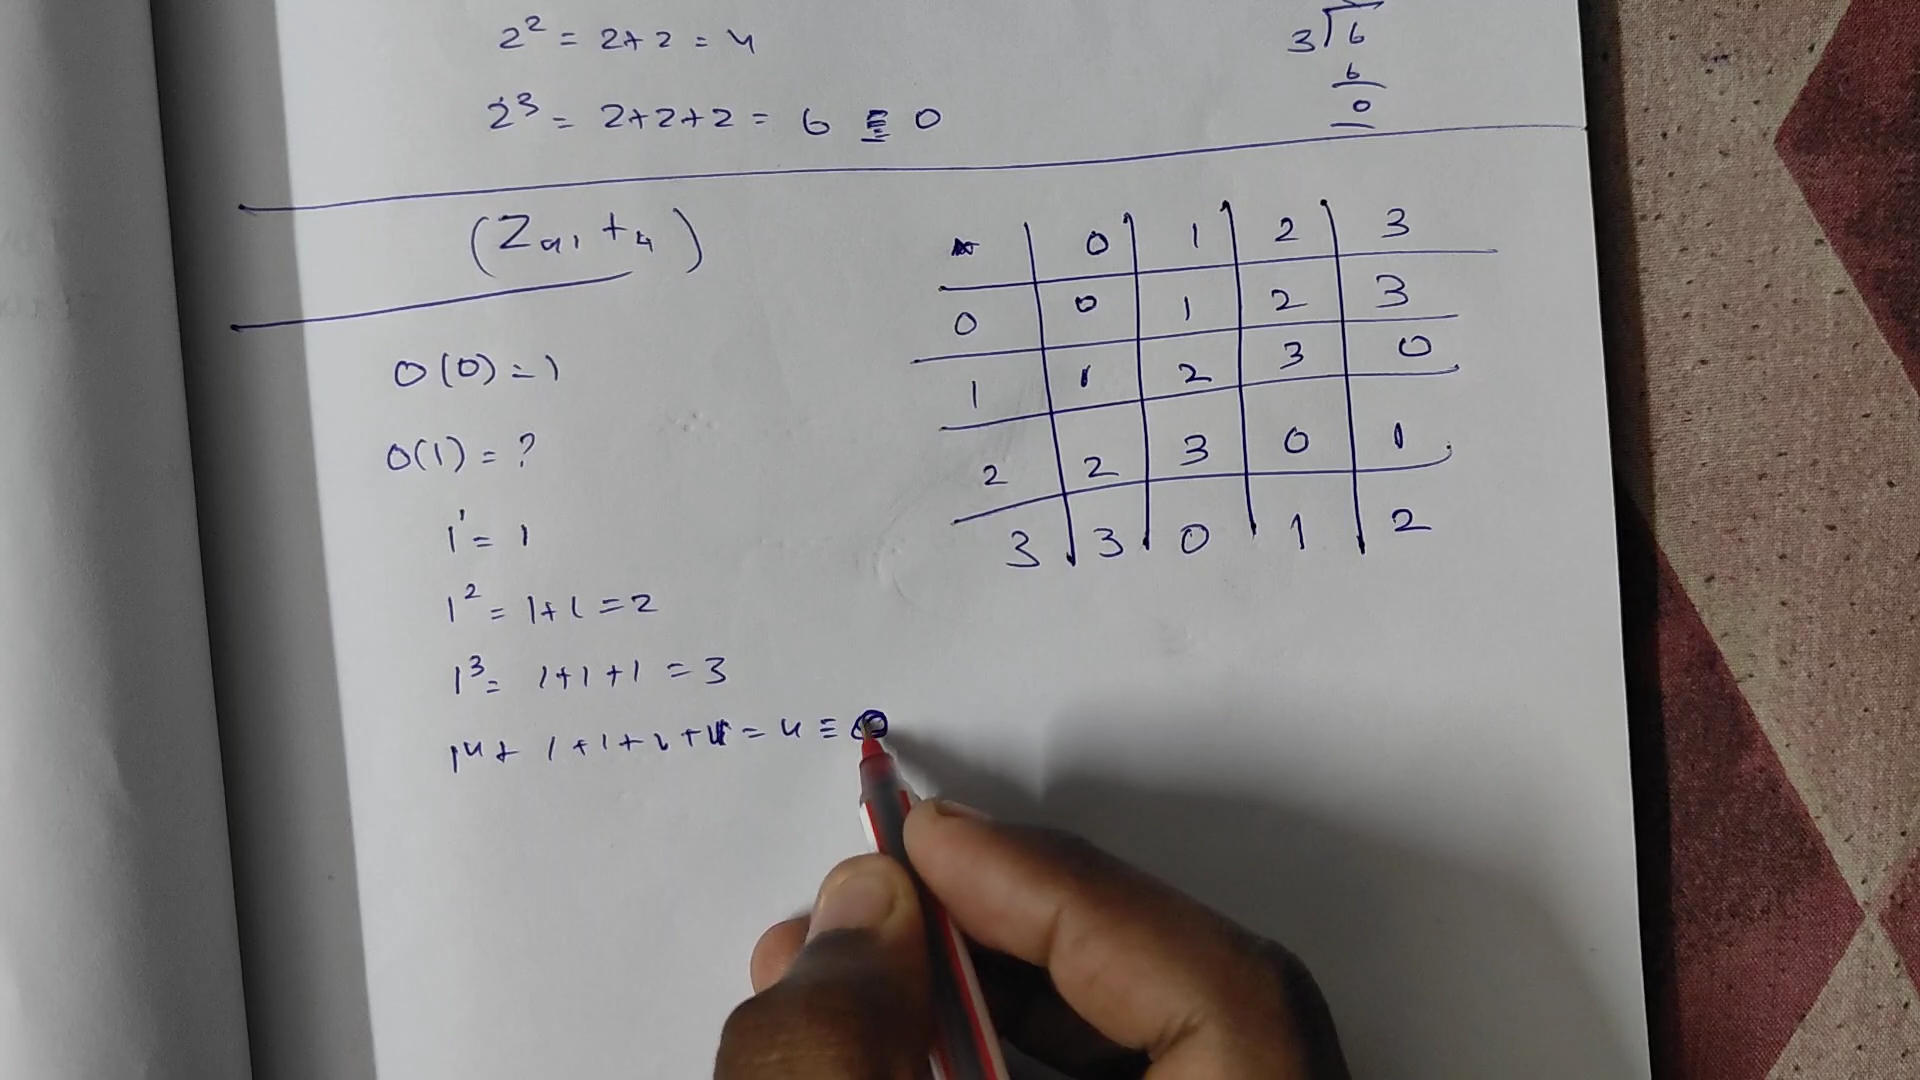 2² = 2+2 = 4
2³ = 2+2+2 = 6 ≡ 0
3 6
6
0
(Z₄, +₄)
0 1 2 3
0 0 1 2 3
1 1 2 3 0
2 2 3 0 1
3 3 0 1 2
O(0) = 1
O(1) = ?
1¹ = 1
1² = 1+1 = 2
1³ = 1+1+1 = 3
1⁴ + 1+1+1+1 = 4 ≡ 0